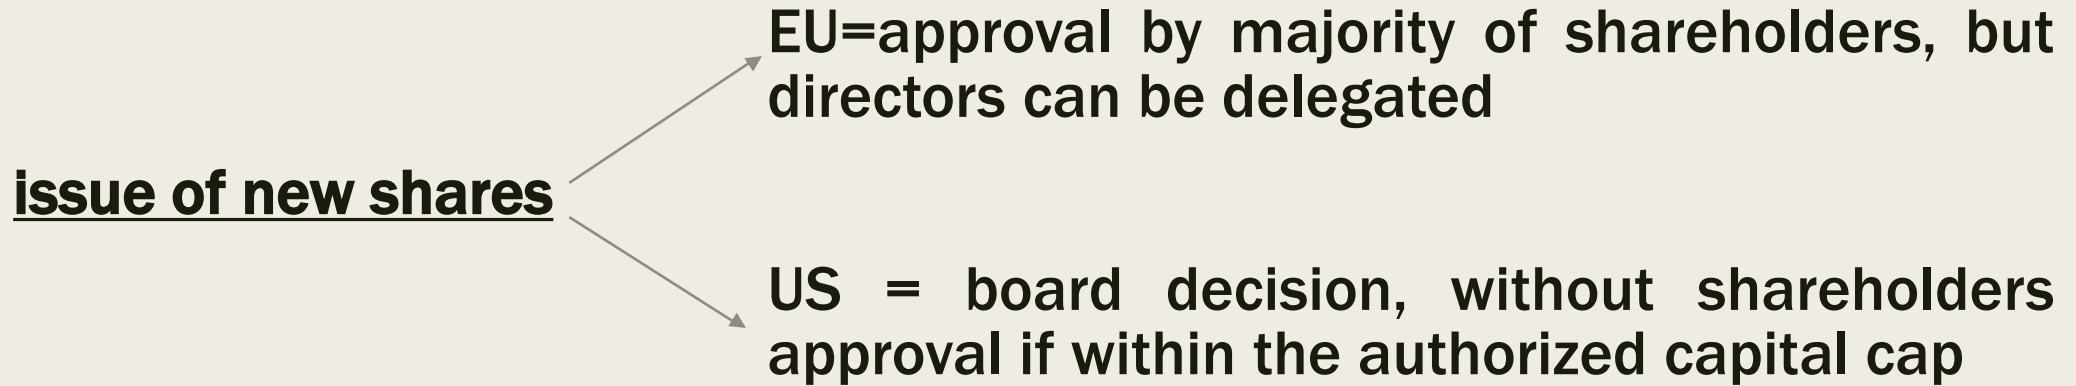 EU=approval by majority of shareholders, but
directors can be delegated
issue of new shares
US = board decision, without shareholders
approval if within the authorized capital cap